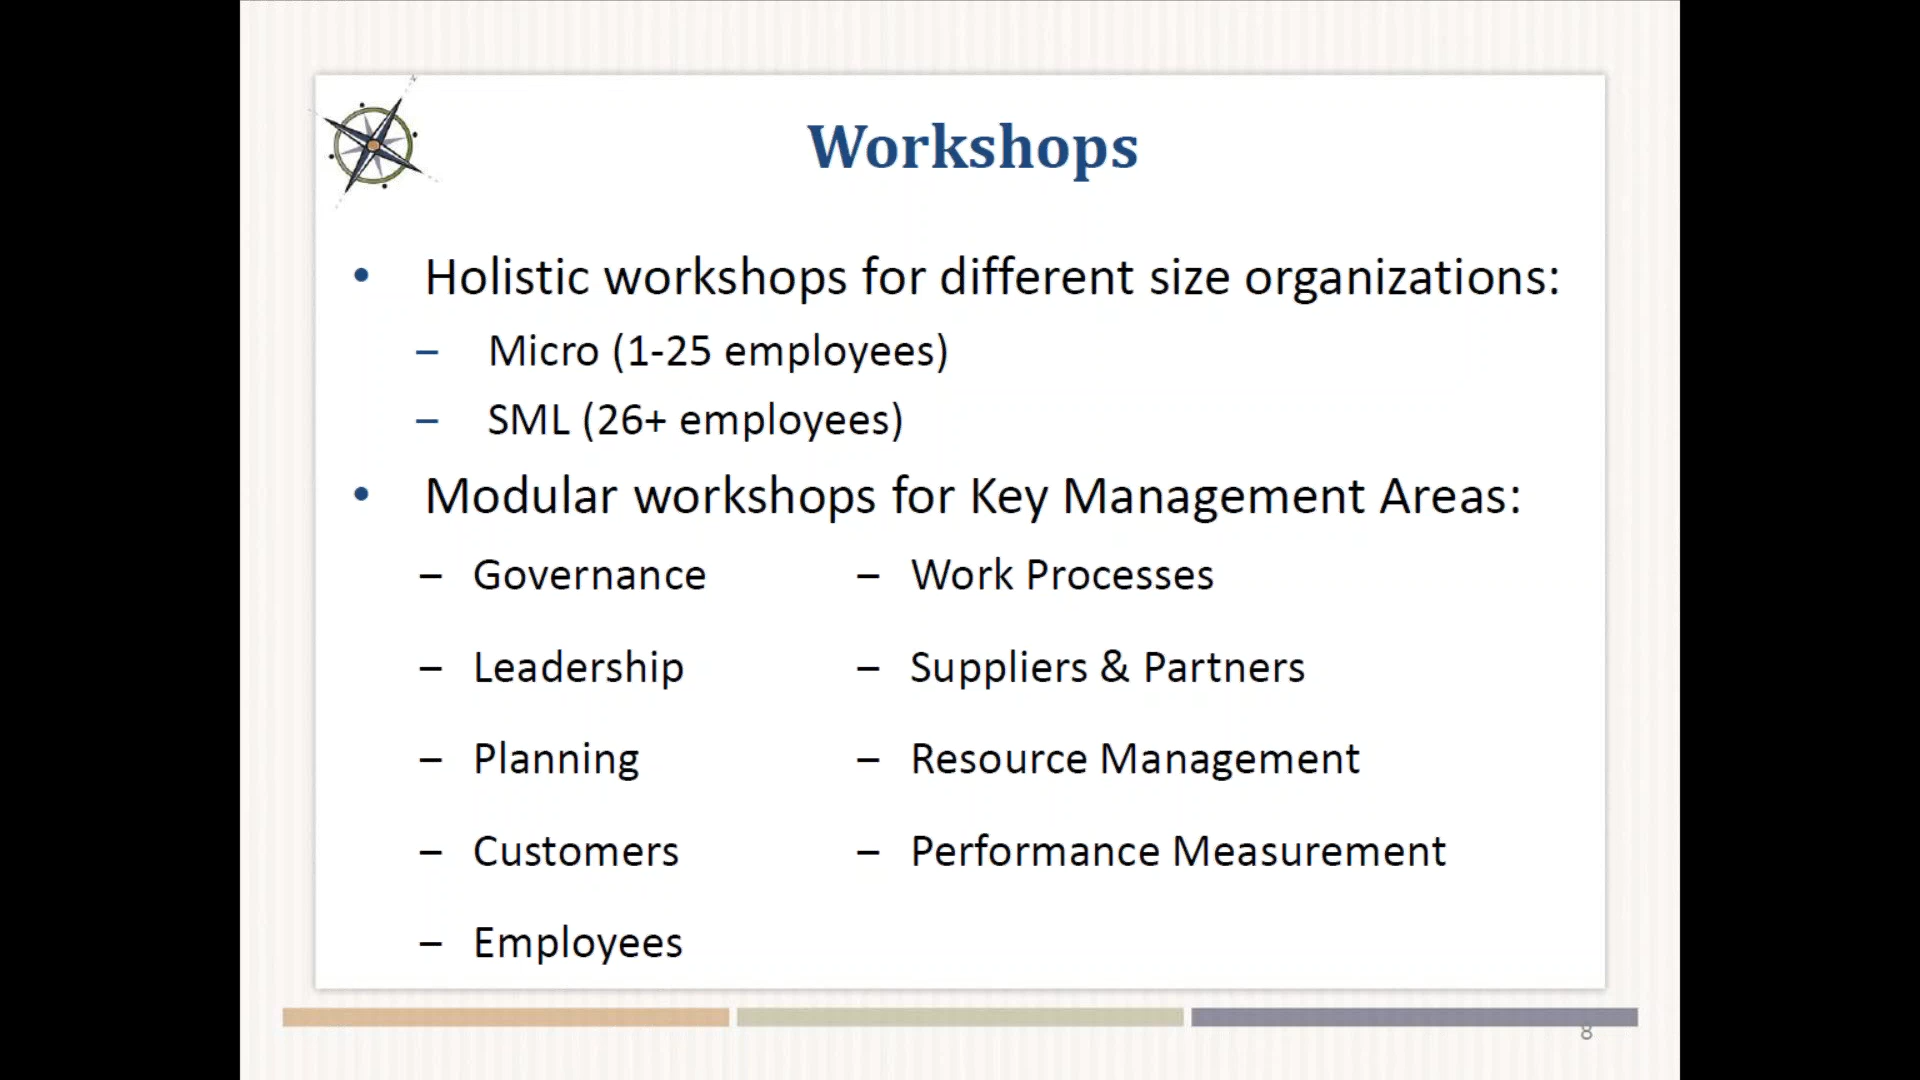 Workshops
• Holistic workshops for different size organizations:
– Micro (1-25 employees)
– SML (26+ employees)
• Modular workshops for Key Management Areas:
– Governance
– Leadership
– Planning
– Customers
– Employees
– Work Processes
– Suppliers & Partners
– Resource Management
– Performance Measurement
8